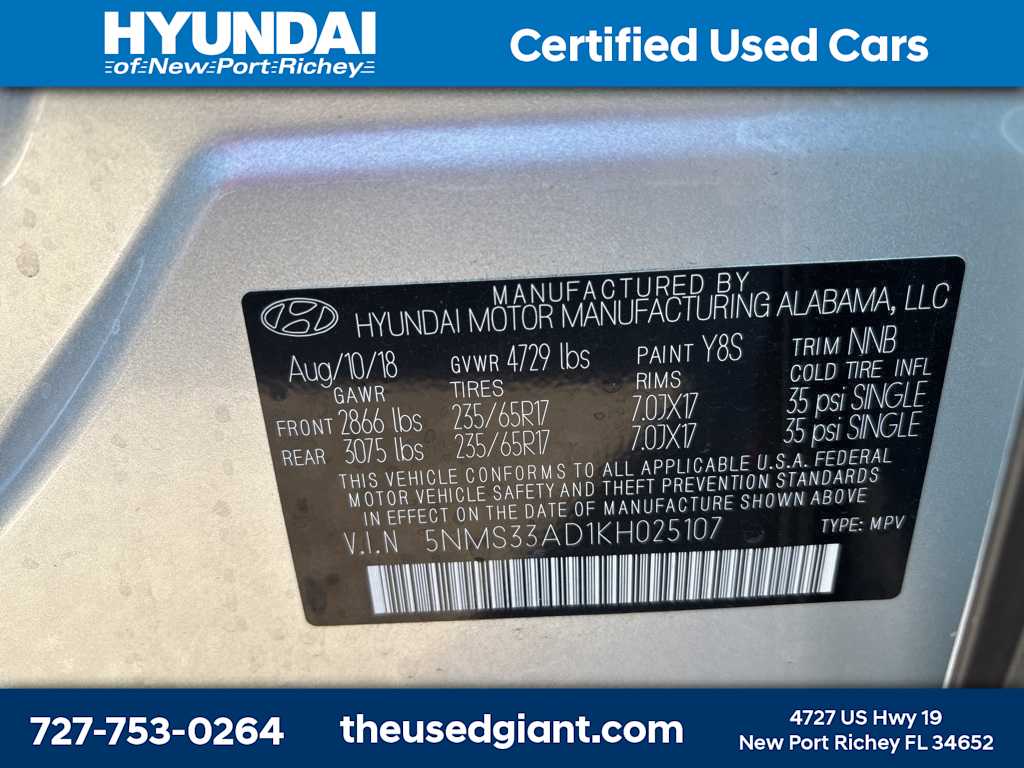 HYUNDAI
of New Port Richey
Certified Used Cars
MANUFACTURED BY
HYUNDAI MOTOR MANUFACTURING ALABAMA, LLC
Aug/10/18 GVWR 4729 lbs PAINT Y8S TRIM NNB
GAWR TIRES RIMS COLD TIRE INFL
FRONT 2866 lbs 235/65R17 7.0JX17 35 psi SINGLE
REAR 3075 lbs 235/65R17 7.0JX17 35 psi SINGLE
THIS VEHICLE CONFORMS TO ALL APPLICABLE U.S.A. FEDERAL
MOTOR VEHICLE SAFETY AND THEFT PREVENTION STANDARDS
IN EFFECT ON THE DATE OF MANUFACTURE SHOWN ABOVE
V.I.N 5NMS33AD1KH025107 TYPE: MPV
727-753-0264
theusedgiant.com
4727 US Hwy 19
New Port Richey FL 34652